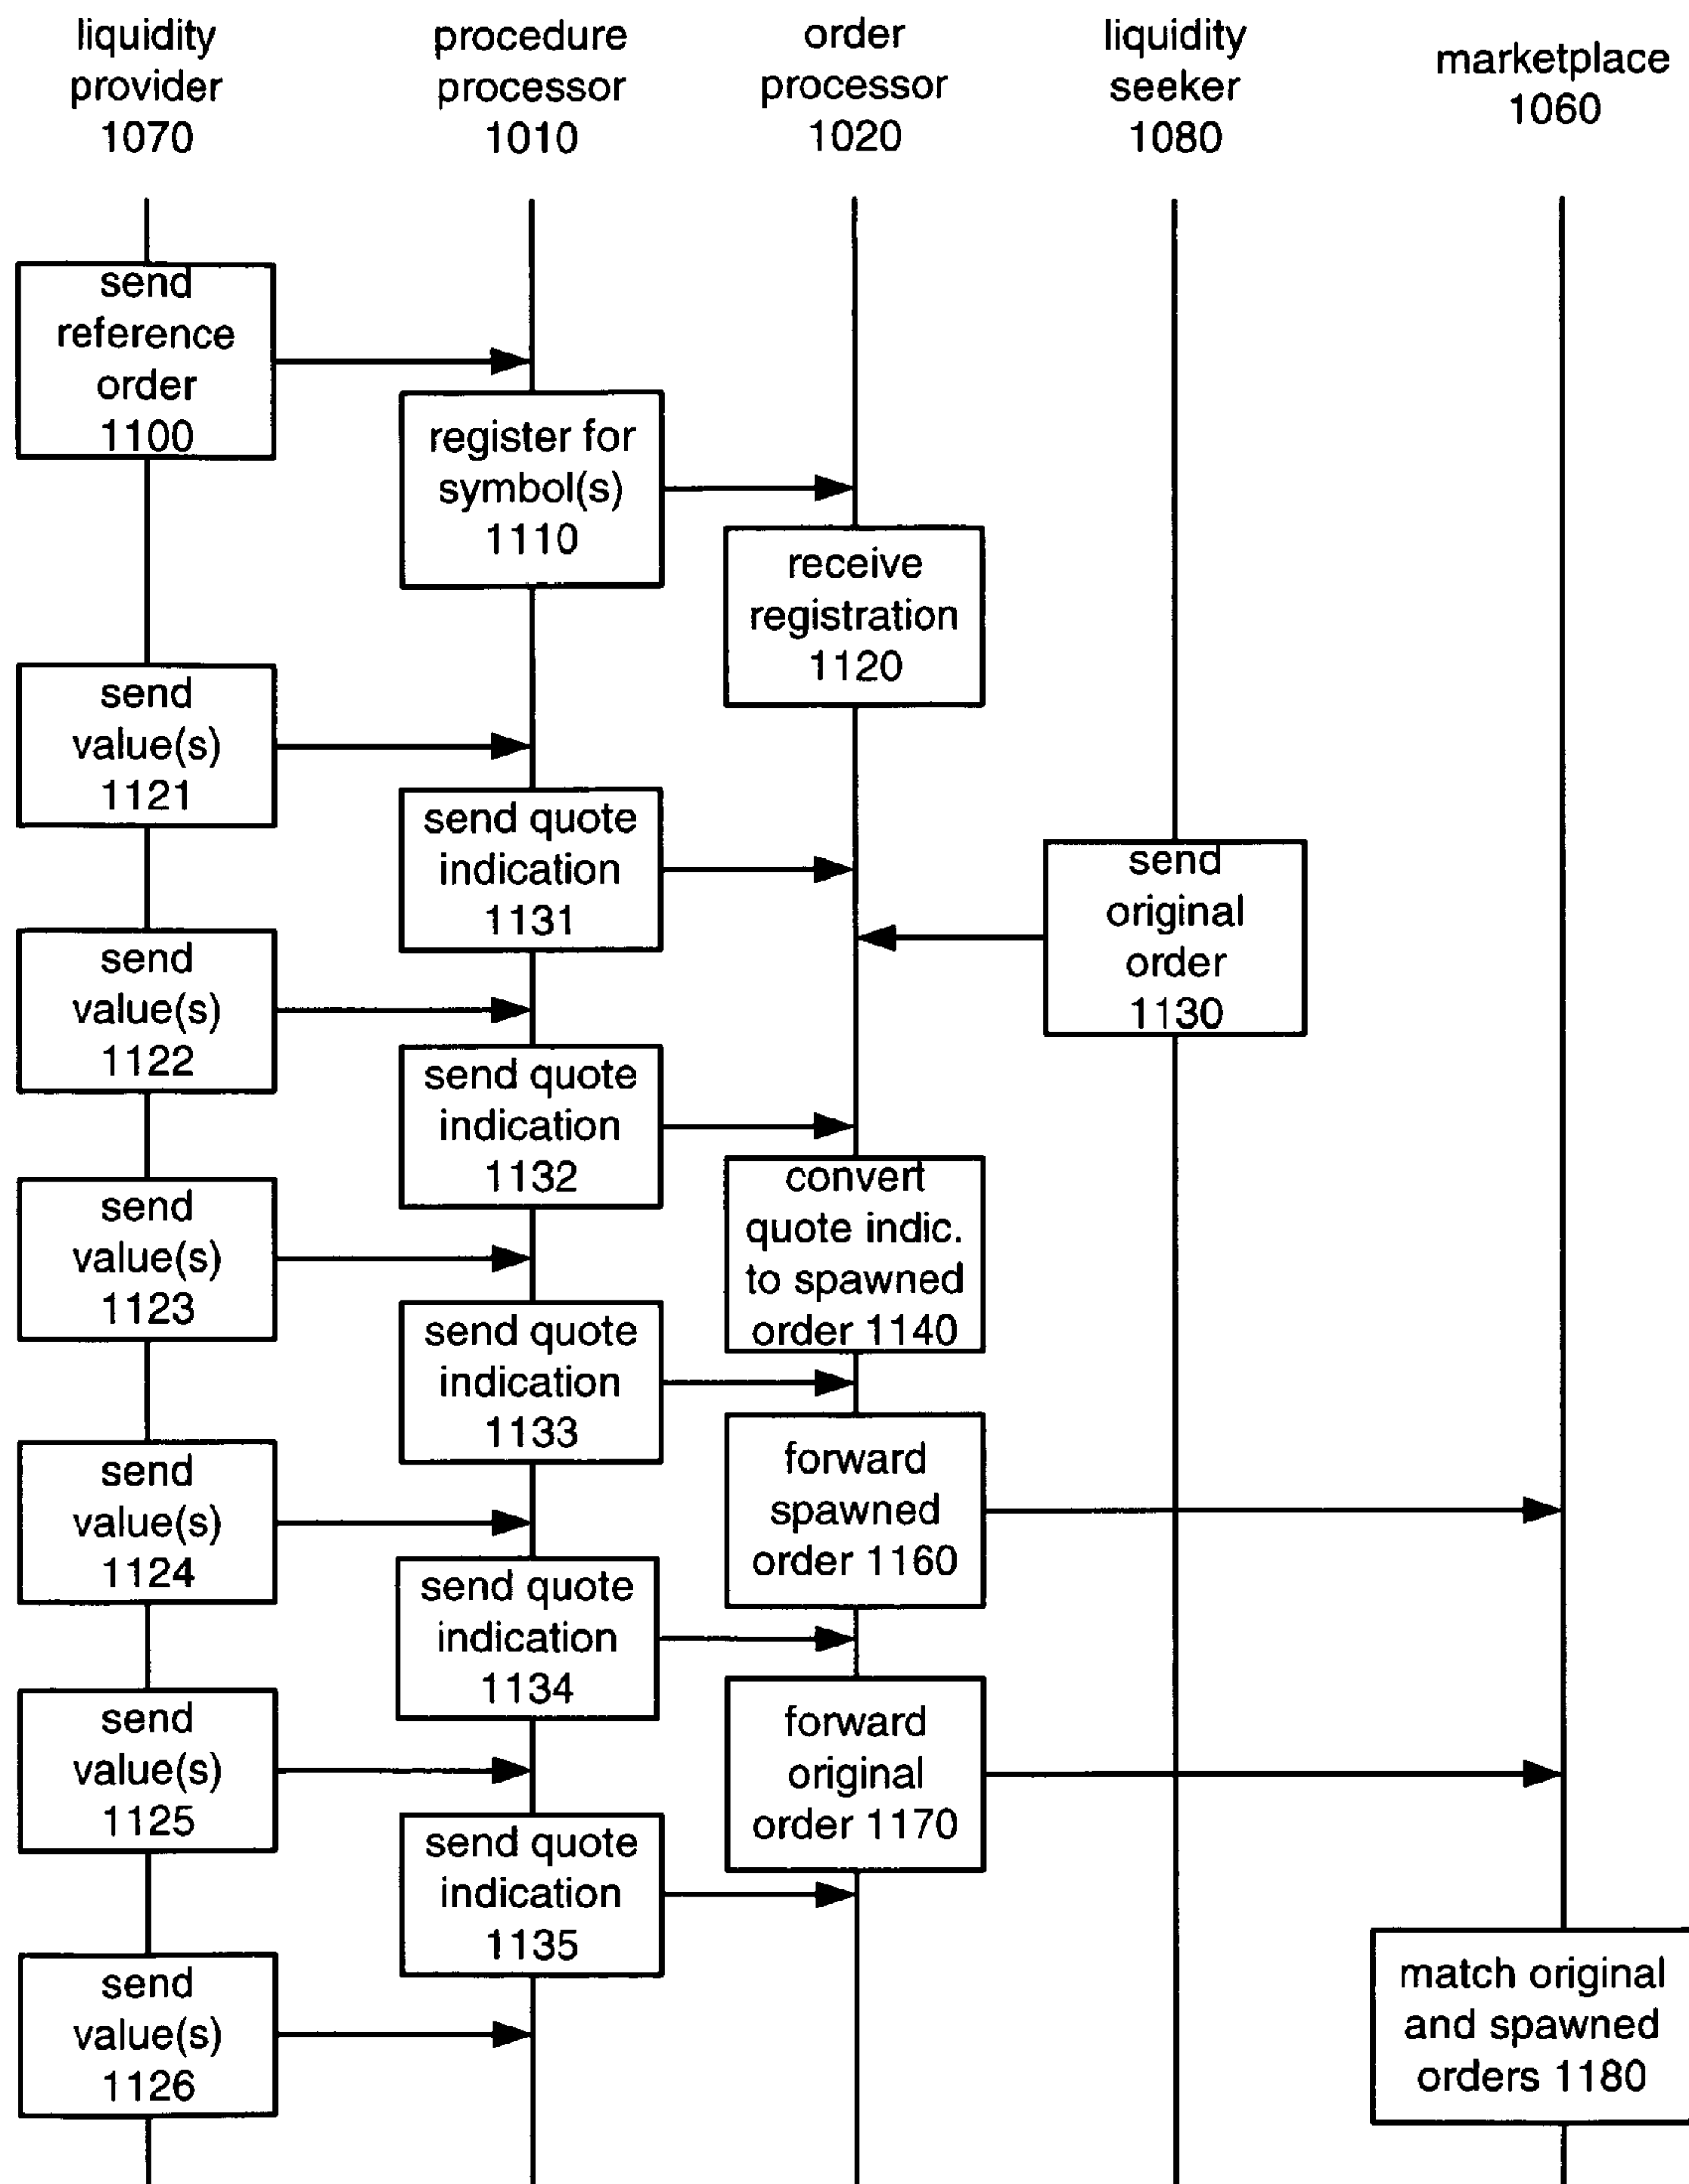 liquidity
provider
1070
procedure
processor
1010
order
processor
1020
liquidity
seeker
1080
marketplace
1060
send
reference
order
1100
register for
symbol(s)
1110
receive
registration
1120
send
value(s)
1121
send quote
indication
1131
send
original
order
1130
send
value(s)
1122
send quote
indication
1132
convert
quote indic.
to spawned
order 1140
send
value(s)
1123
send quote
indication
1133
forward
spawned
order 1160
send
value(s)
1124
send quote
indication
1134
forward
original
order 1170
send
value(s)
1125
send quote
indication
1135
match original
and spawned
orders 1180
send
value(s)
1126